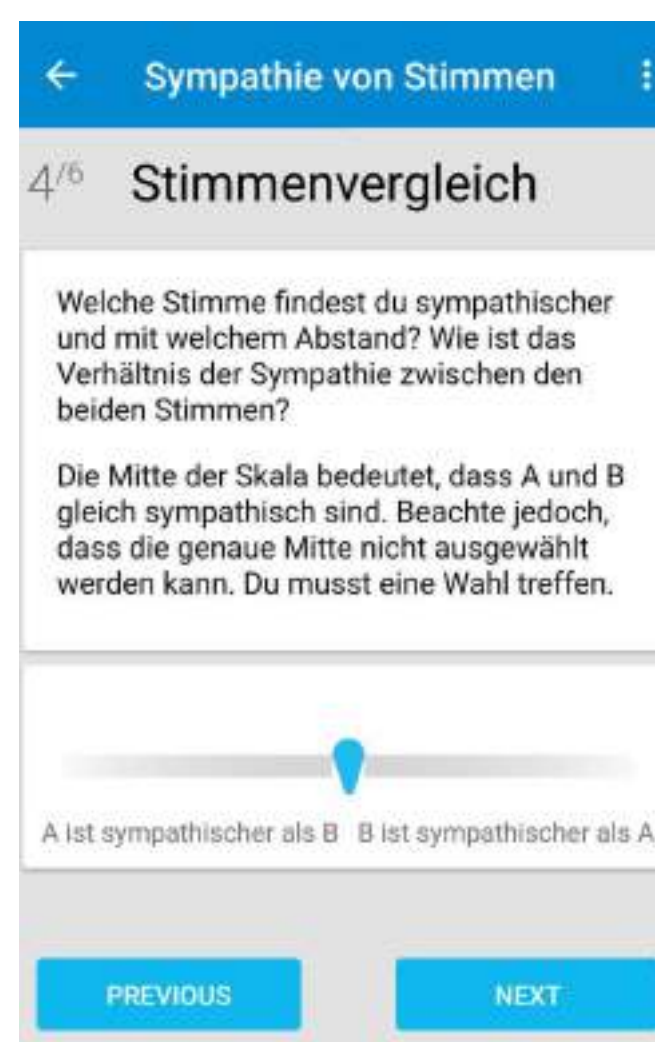 Sympathie von Stimmen
4/6 Stimmenvergleich
Welche Stimme findest du sympathischer
und mit welchem Abstand? Wie ist das
Verhältnis der Sympathie zwischen den
beiden Stimmen?
Die Mitte der Skala bedeutet, dass A und B
gleich sympathisch sind. Beachte jedoch,
dass die genaue Mitte nicht ausgewählt
werden kann. Du musst eine Wahl treffen.
A ist sympathischer als B B ist sympathischer als A
PREVIOUS NEXT